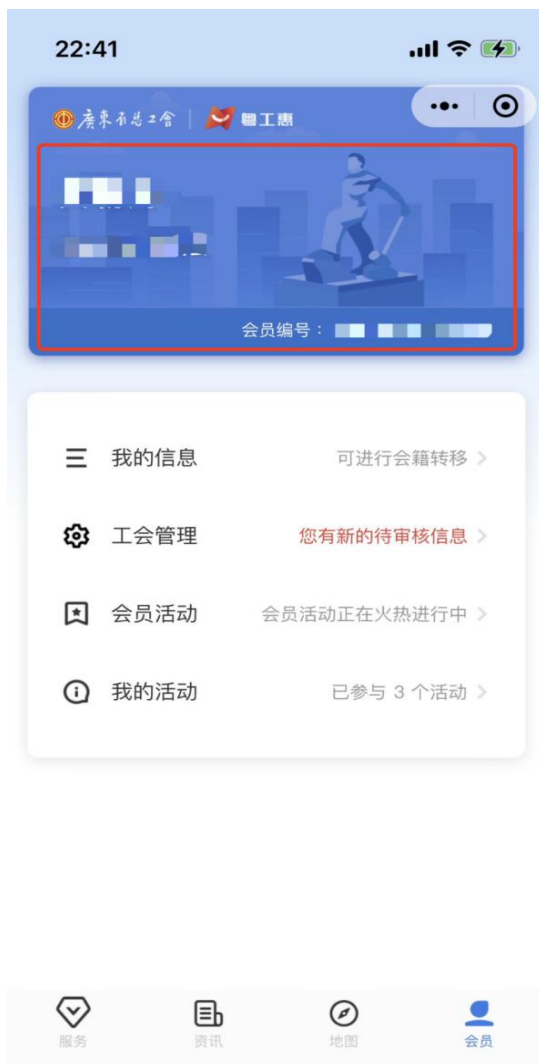 22:41
廣東省总工會 粤工惠
会员编号：
我的信息 可进行会籍转移
工会管理 您有新的待审核信息
会员活动 会员活动正在火热进行中
我的活动 已参与 3 个活动
服务 资讯 地图 会员